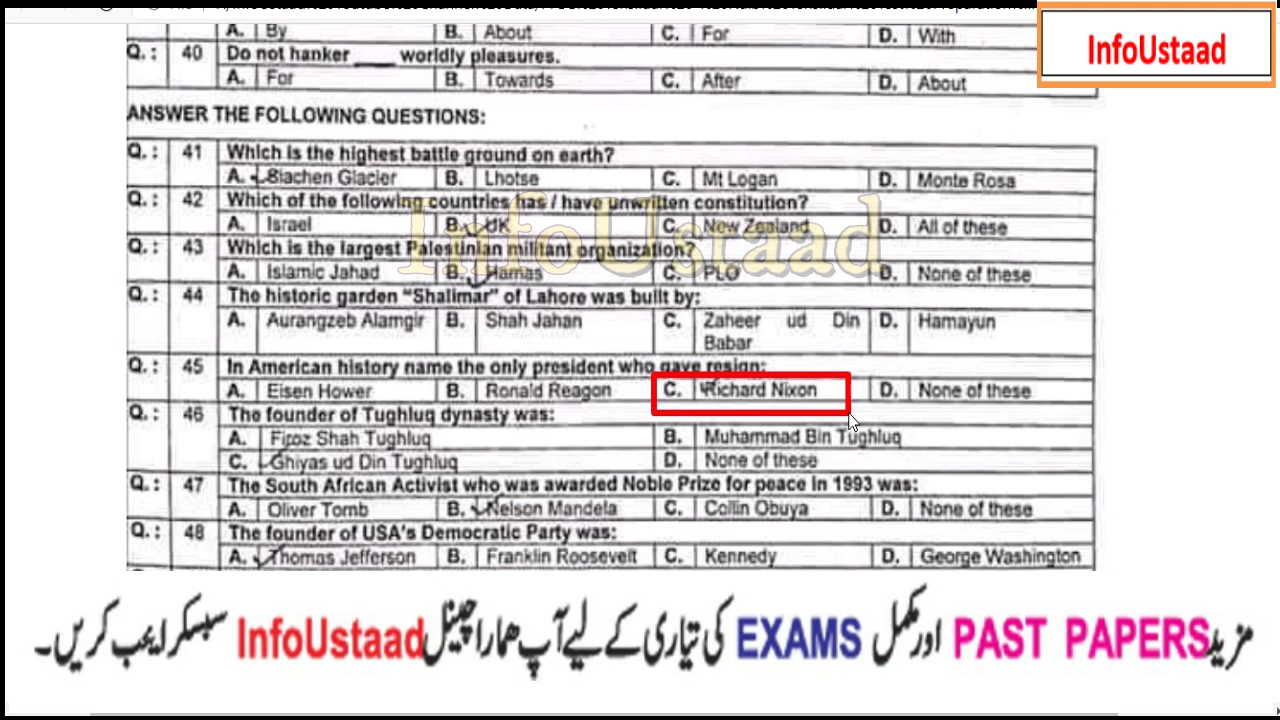 InfoUstaad
A. By B. About C. For D. With
Q. : 40 Do not hanker ____ worldly pleasures.
A. For B. Towards C. After D. About
ANSWER THE FOLLOWING QUESTIONS:
Q. : 41 Which is the highest battle ground on earth?
A. Siachen Glacier B. Lhotse C. Mt Logan D. Monte Rosa
Q. : 42 Which of the following countries has / have unwritten constitution?
A. Israel B. UK C. New Zealand D. All of these
Q. : 43 Which is the largest Palestinian militant organization?
A. Islamic Jahad B. Hamas C. PLO D. None of these
InfoUstaad
Q. : 44 The historic garden "Shalimar" of Lahore was built by:
A. Aurangzeb Alamgir B. Shah Jahan C. Zaheer ud Din D. Hamayun
Babar
Q. : 45 In American history name the only president who gave resign:
A. Eisen Hower B. Ronald Reagon C. Richard Nixon D. None of these
Q. : 46 The founder of Tughluq dynasty was:
A. Firoz Shah Tughluq B. Muhammad Bin Tughluq
C. Ghiyas ud Din Tughluq D. None of these
Q. : 47 The South African Activist who was awarded Noble Prize for peace in 1993 was:
A. Oliver Tomb B. Nelson Mandela C. Collin Obuya D. None of these
Q. : 48 The founder of USA's Democratic Party was:
A. Thomas Jefferson B. Franklin Roosevelt C. Kennedy D. George Washington
مزید PAST PAPERS اور مکمل EXAMS کی تیاری کے لیے آپ ہمارا چینل InfoUstaad سبسکرائب کریں۔